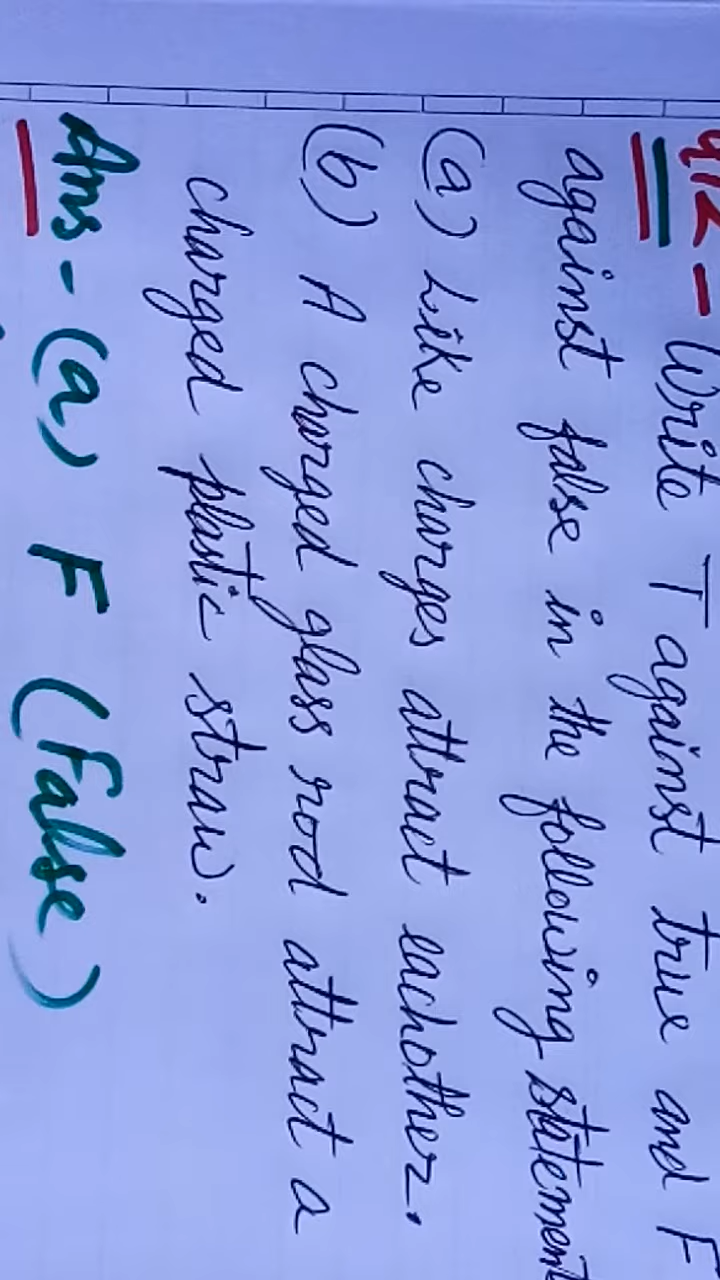 Write T against true and F
against false in the following statement
(a) Like charges attract eachother.
(b) A charged glass rod attract a
charged plastic straw.
Ans - (a) F (False)